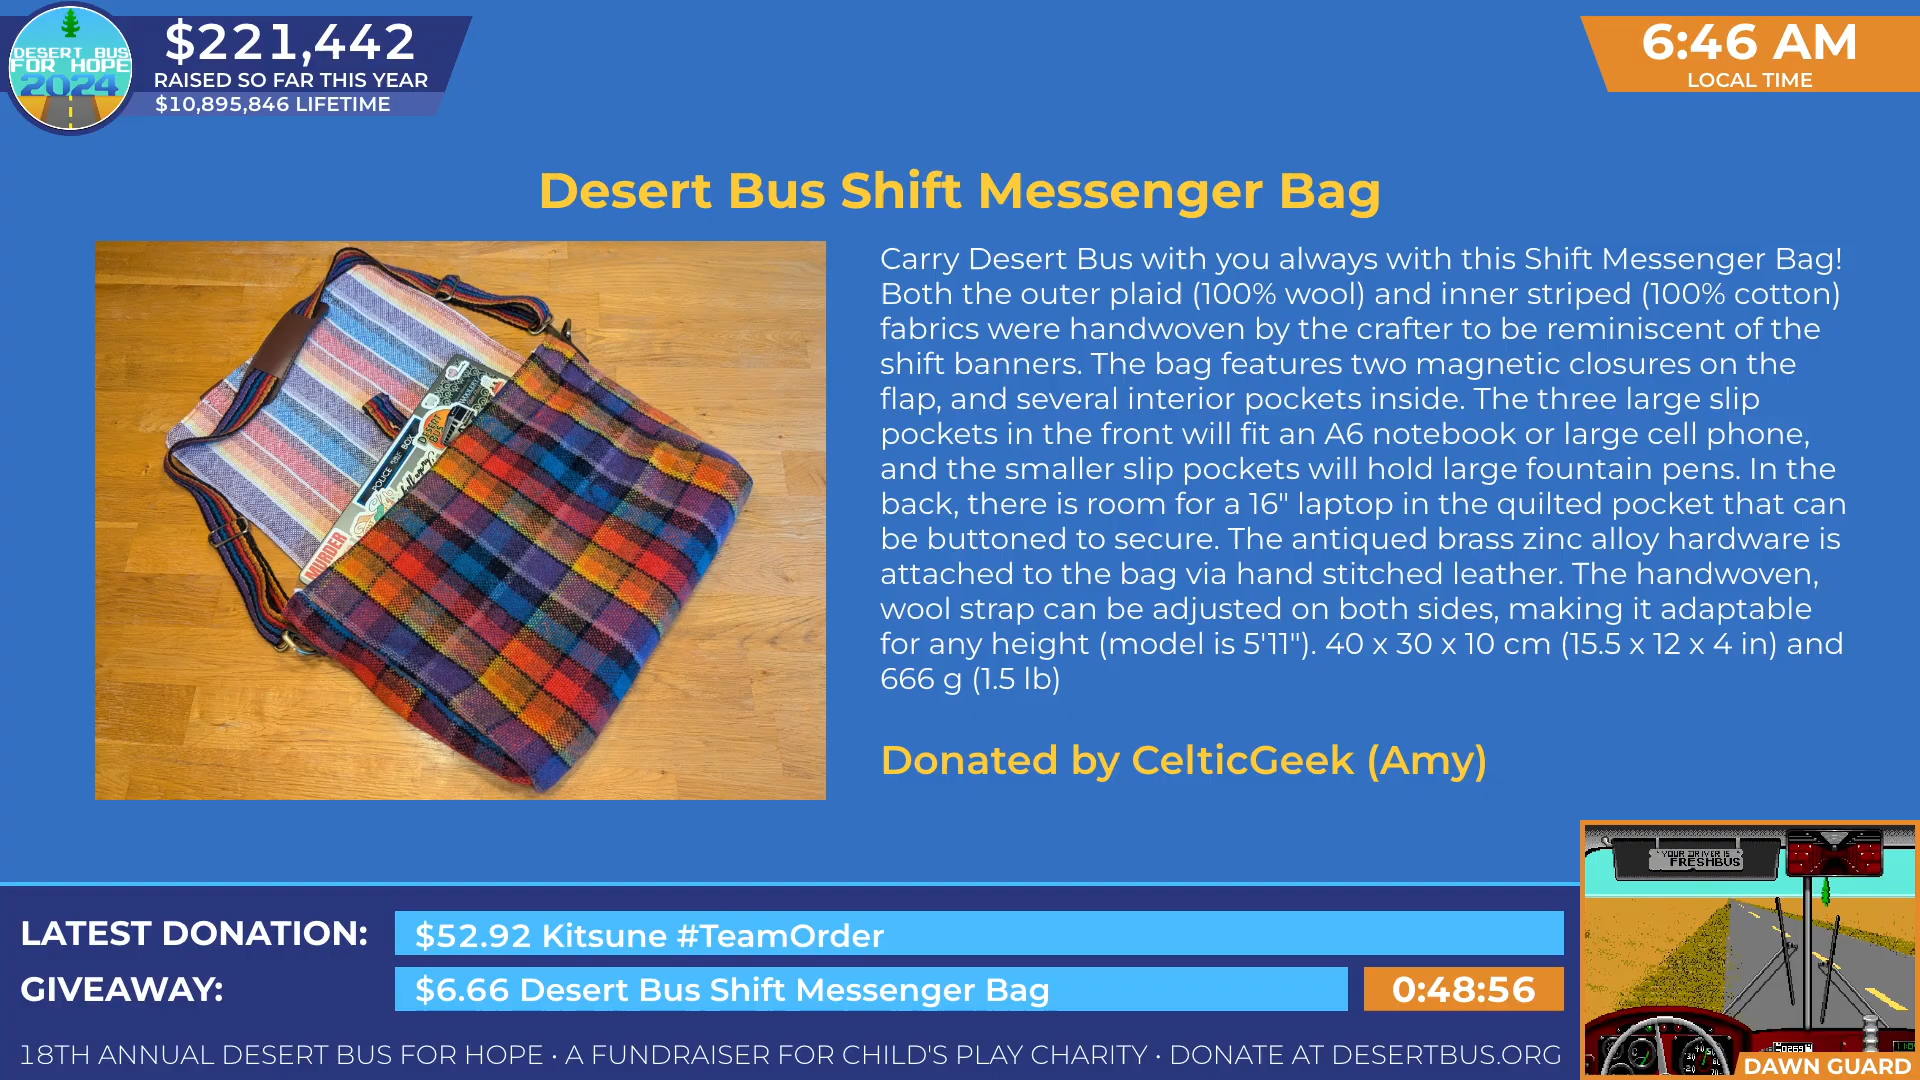 $221,442
RAISED SO FAR THIS YEAR
$10,895,846 LIFETIME
DESERT BUS
FOR HOPE
2024
6:46 AM
LOCAL TIME
Desert Bus Shift Messenger Bag
Carry Desert Bus with you always with this Shift Messenger Bag!
Both the outer plaid (100% wool) and inner striped (100% cotton)
fabrics were handwoven by the crafter to be reminiscent of the
shift banners. The bag features two magnetic closures on the
flap, and several interior pockets inside. The three large slip
pockets in the front will fit an A6 notebook or large cell phone,
and the smaller slip pockets will hold large fountain pens. In the
back, there is room for a 16" laptop in the quilted pocket that can
be buttoned to secure. The antiqued brass zinc alloy hardware is
attached to the bag via hand stitched leather. The handwoven,
wool strap can be adjusted on both sides, making it adaptable
for any height (model is 5'11"). 40 x 30 x 10 cm (15.5 x 12 x 4 in) and
666 g (1.5 lb)
Donated by CelticGeek (Amy)
DESERT
BUS
POLICE BOX
MURDER
YOUR DRIVER IS
FRESHBUS
LATEST DONATION:
$52.92 Kitsune #TeamOrder
GIVEAWAY:
$6.66 Desert Bus Shift Messenger Bag
0:48:56
18TH ANNUAL DESERT BUS FOR HOPE · A FUNDRAISER FOR CHILD'S PLAY CHARITY · DONATE AT DESERTBUS.ORG
DAWN GUARD